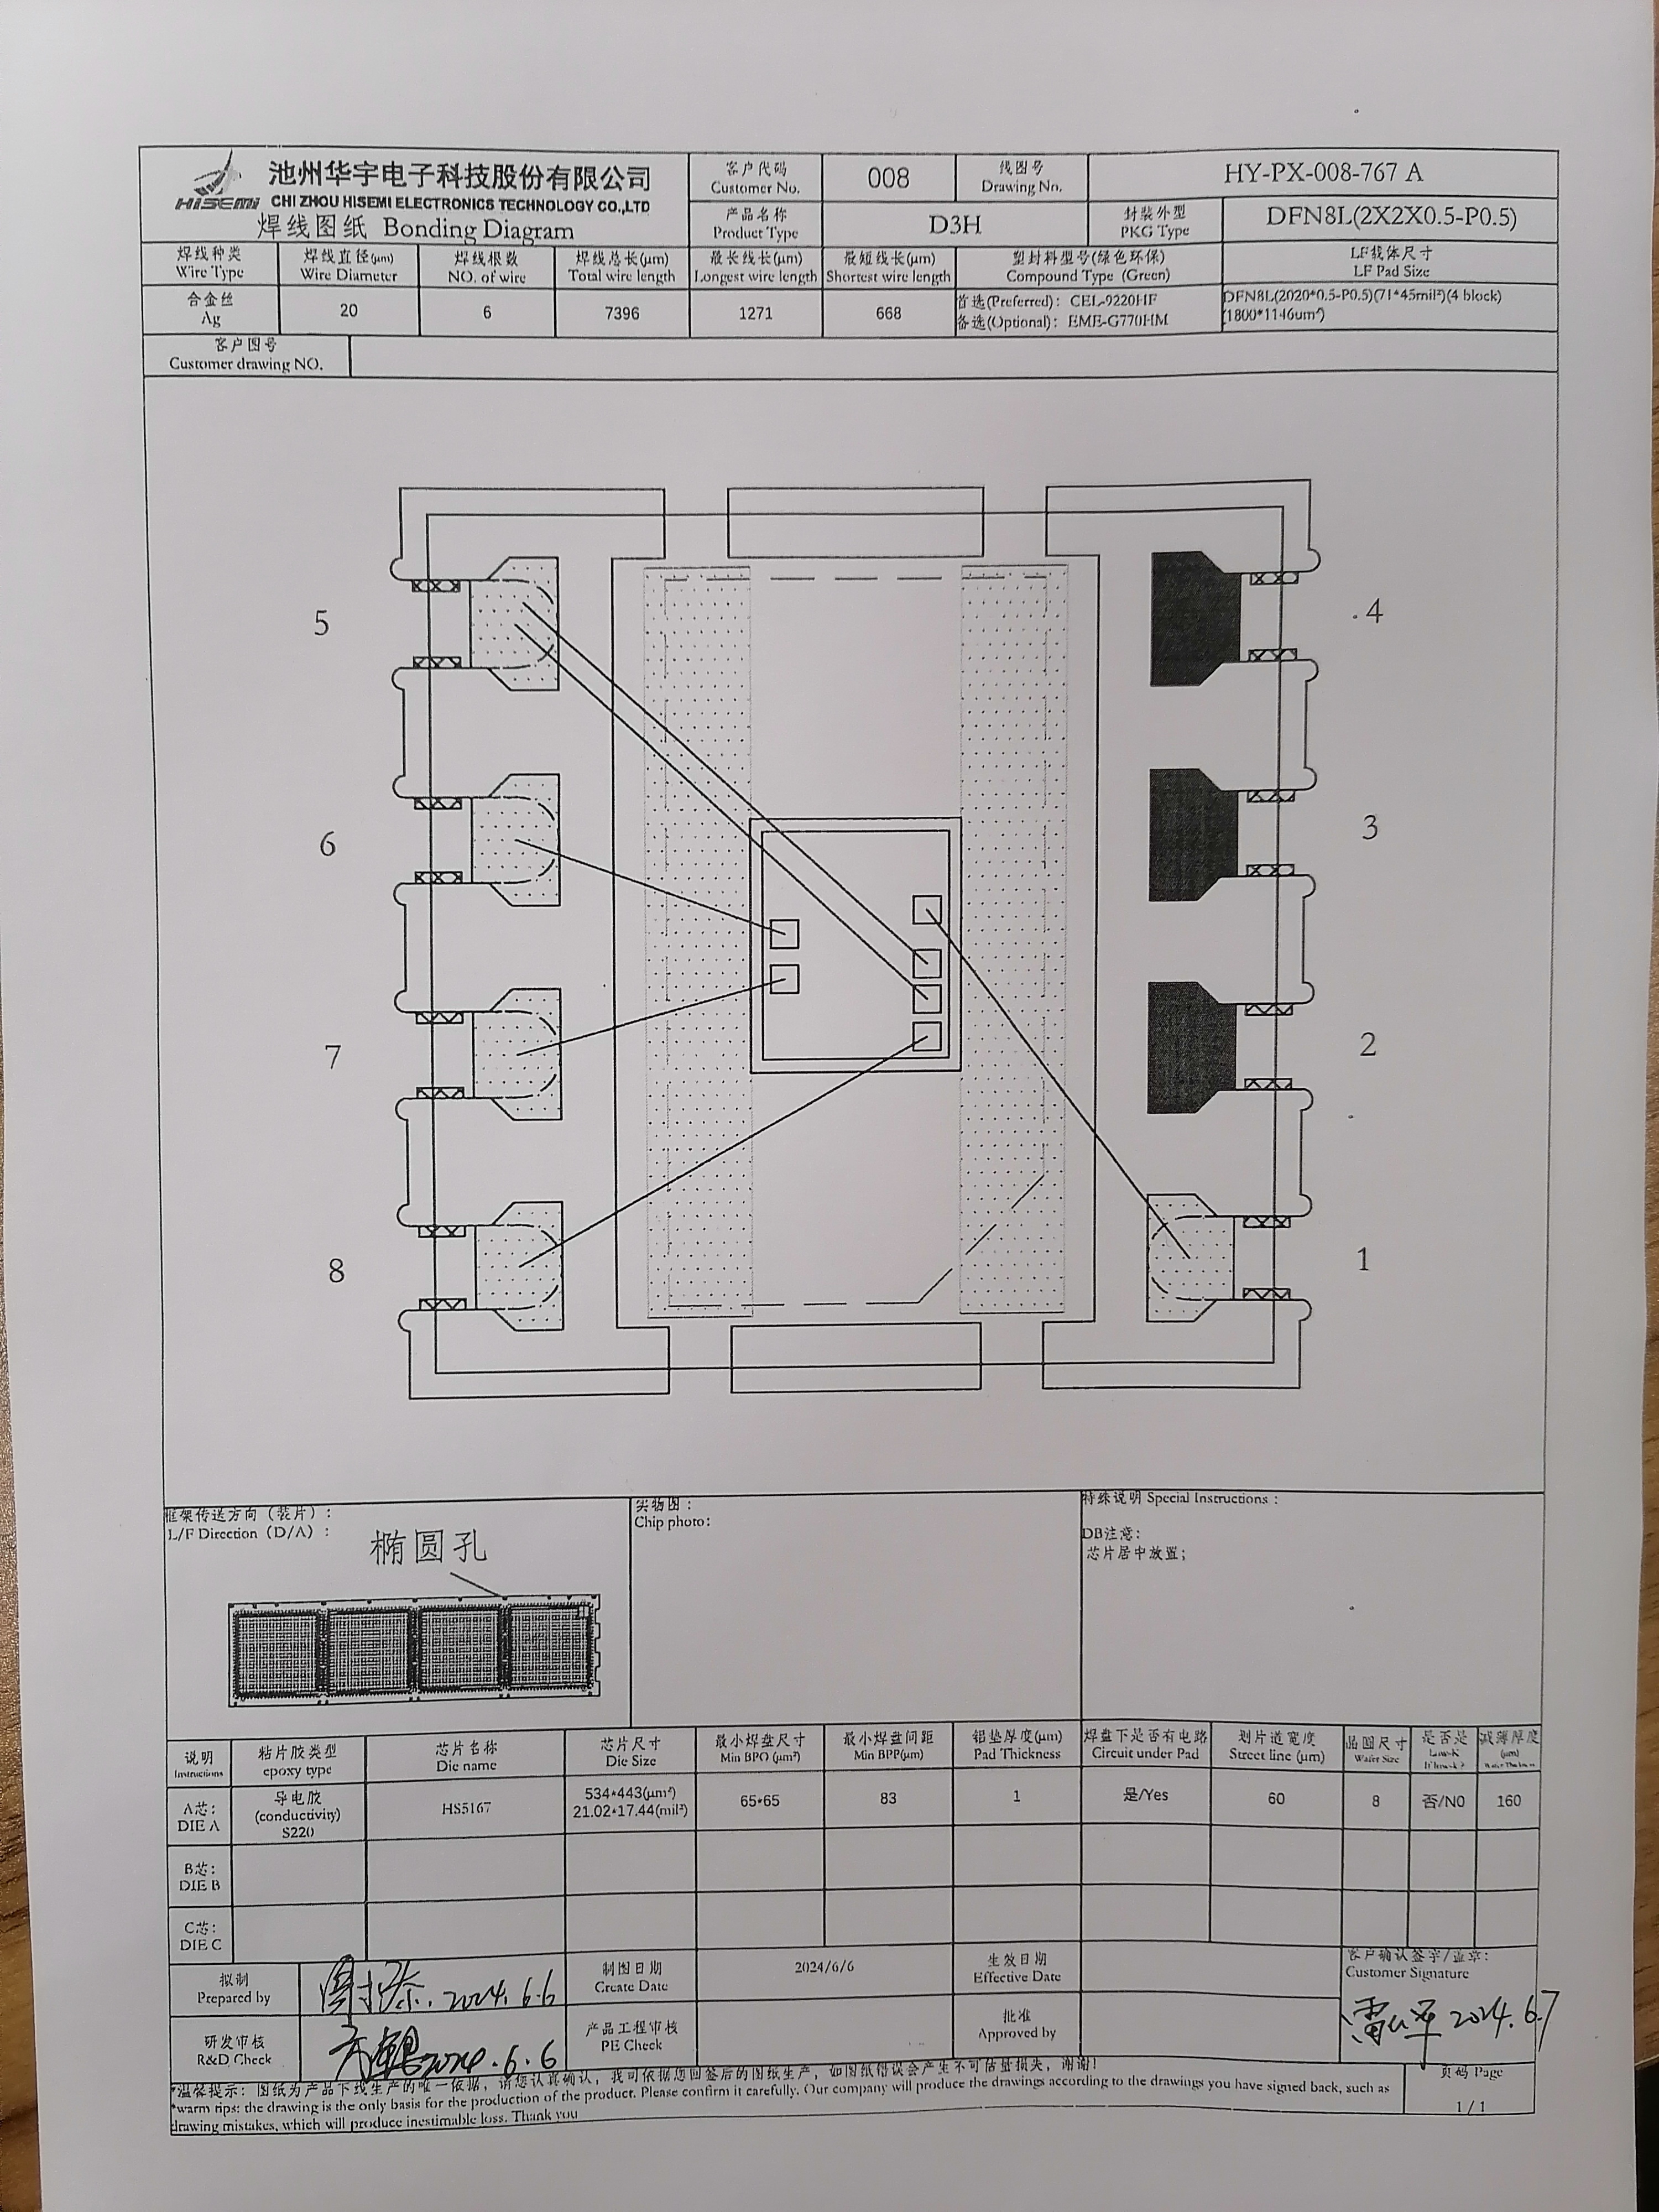 HISEMI
池州华宇电子科技股份有限公司
CHI ZHOU HISEMI ELECTRONICS TECHNOLOGY CO.,LTD
焊线图纸 Bonding Diagram
客户代码
Customer No.
008
线图号
Drawing No.
HY-PX-008-767 A
产品名称
Product Type
D3H
封装外型
PKG Type
DFN8L(2X2X0.5-P0.5)
焊线种类
Wire Type
焊线直径(μm)
Wire Diameter
焊线根数
NO. of wire
焊线总长(μm)
Total wire length
最长线长(μm)
Longest wire length
最短线长(μm)
Shortest wire length
塑封料型号(绿色环保)
Compound Type (Green)
LF载体尺寸
LF Pad Size
合金丝
Ag
20
6
7396
1271
668
首选(Preferred): CEL-9220HF
备选(Optional): EME-G770HM
DFN8L(2020*0.5-P0.5)(71*45mil²)(4 block)
(1800*1146um²)
客户图号
Customer drawing NO.
5
4
6
3
7
2
8
1
框架传送方向（装片）:
L/F Direction（D/A）:
椭圆孔
实物图:
Chip photo:
特殊说明 Special Instructions :
DB注意:
芯片居中放置;
说明
Instructions
粘片胶类型
epoxy type
芯片名称
Die name
芯片尺寸
Die Size
最小焊盘尺寸
Min BPO (μm²)
最小焊盘间距
Min BPP(μm)
铝垫厚度(μm)
Pad Thickness
焊盘下是否有电路
Circuit under Pad
划片道宽度
Street line (μm)
晶圆尺寸
Wafer Size
是否是
Low-K
减薄厚度
(μm)
A芯:
DIE A
导电胶
(conductivity)
S220
HS5167
534*443(μm²)
21.02*17.44(mil²)
65*65
83
1
是/Yes
60
8
否/NO
160
B芯:
DIE B
C芯:
DIE C
拟制
Prepared by
2024.6.6
制图日期
Create Date
2024/6/6
生效日期
Effective Date
客户确认签字/盖章:
Customer Signature
2024.6.7
研发审核
R&D Check
2024.6.6
产品工程审核
PE Check
批准
Approved by
*温馨提示: 图纸为产品下线生产的唯一依据，请您认真确认，我司依据您回签后的图纸生产，如图纸错误会产生不可估量损失，谢谢!
*warm tips: the drawing is the only basis for the production of the product. Please confirm it carefully. Our company will produce the drawings according to the drawings you have signed back, such as
drawing mistakes, which will produce inestimable loss. Thank you
页码 Page
1 / 1